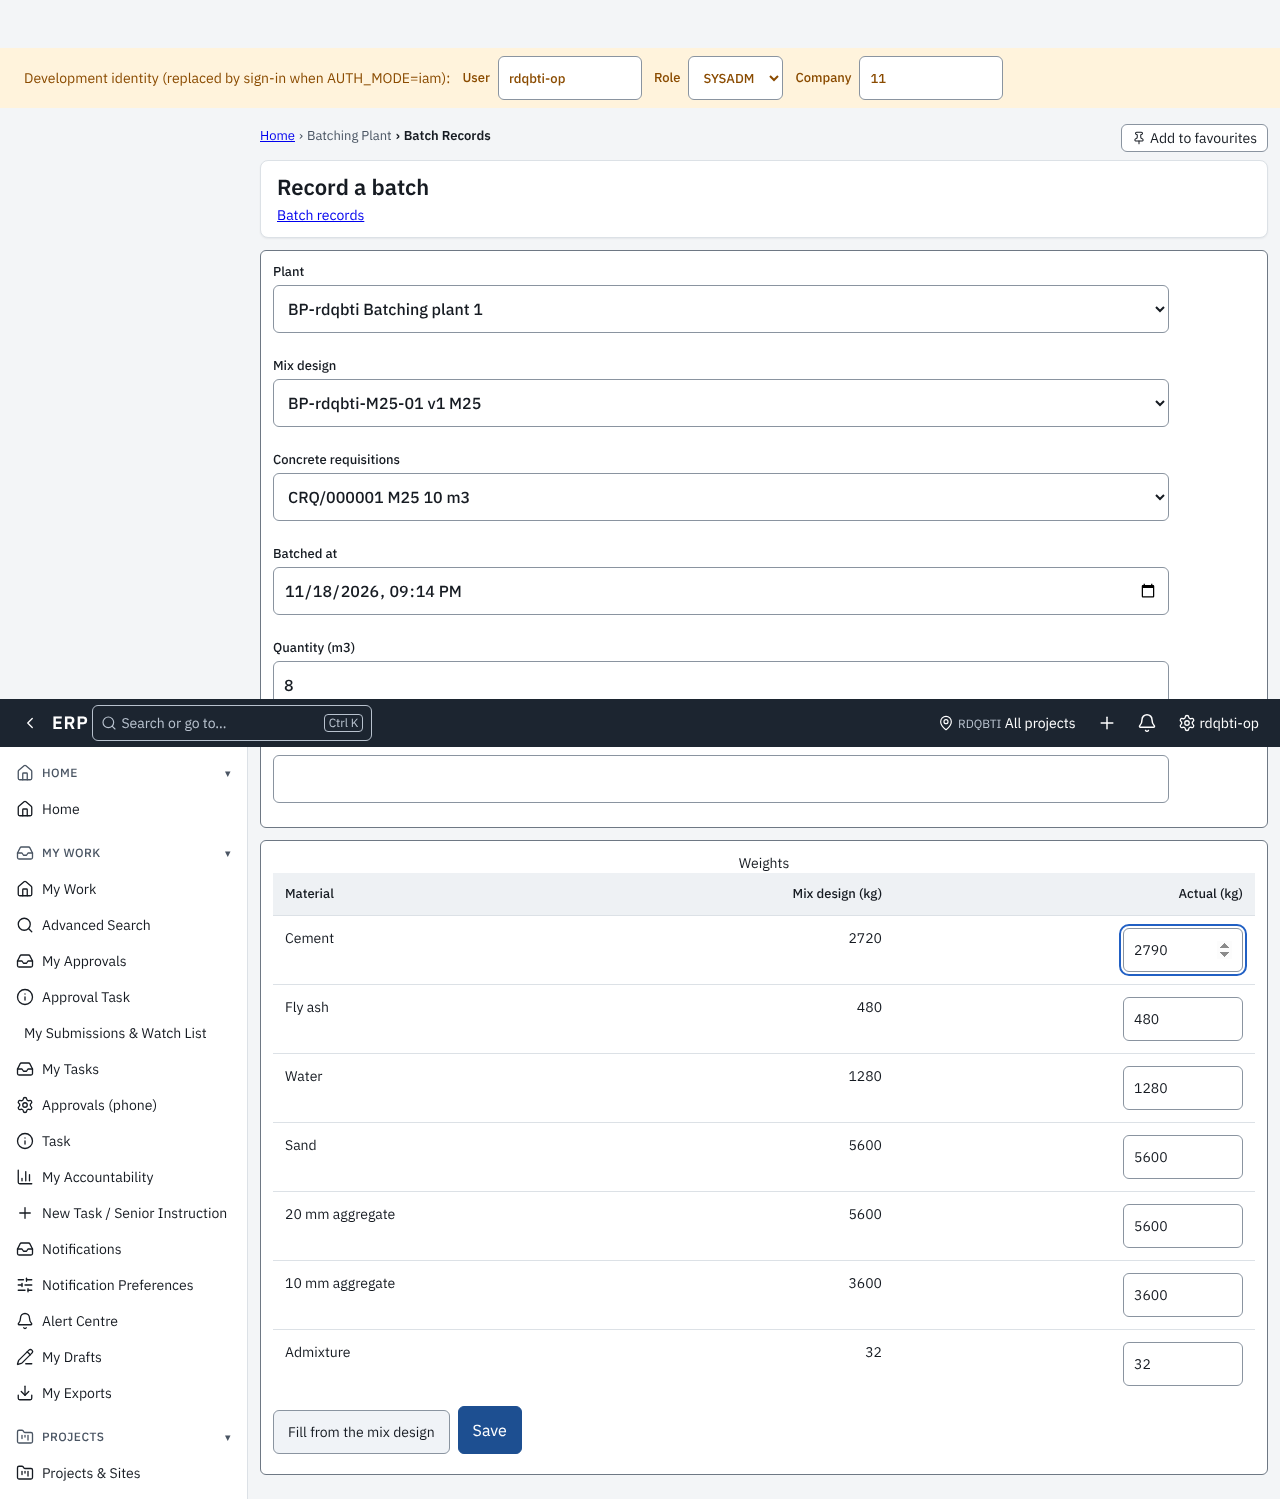 Development identity (replaced by sign-in when AUTH_MODE=iam): User rdqbti-op Role SYSADM Company 11
Home › Batching Plant › Batch Records
Add to favourites
Record a batch
Batch records
Plant
BP-rdqbti Batching plant 1
Mix design
BP-rdqbti-M25-01 v1 M25
Concrete requisitions
CRQ/000001 M25 10 m3
Batched at
11/18/2026, 09:14 PM
Quantity (m3)
8
ERP Search or go to... Ctrl K RDQBTI All projects rdqbti-op
HOME
Home
MY WORK
My Work
Advanced Search
My Approvals
Approval Task
My Submissions & Watch List
My Tasks
Approvals (phone)
Task
My Accountability
New Task / Senior Instruction
Notifications
Notification Preferences
Alert Centre
My Drafts
My Exports
PROJECTS
Projects & Sites
Weights
Material Mix design (kg) Actual (kg)
Cement 2720 2790
Fly ash 480 480
Water 1280 1280
Sand 5600 5600
20 mm aggregate 5600 5600
10 mm aggregate 3600 3600
Admixture 32 32
Fill from the mix design Save